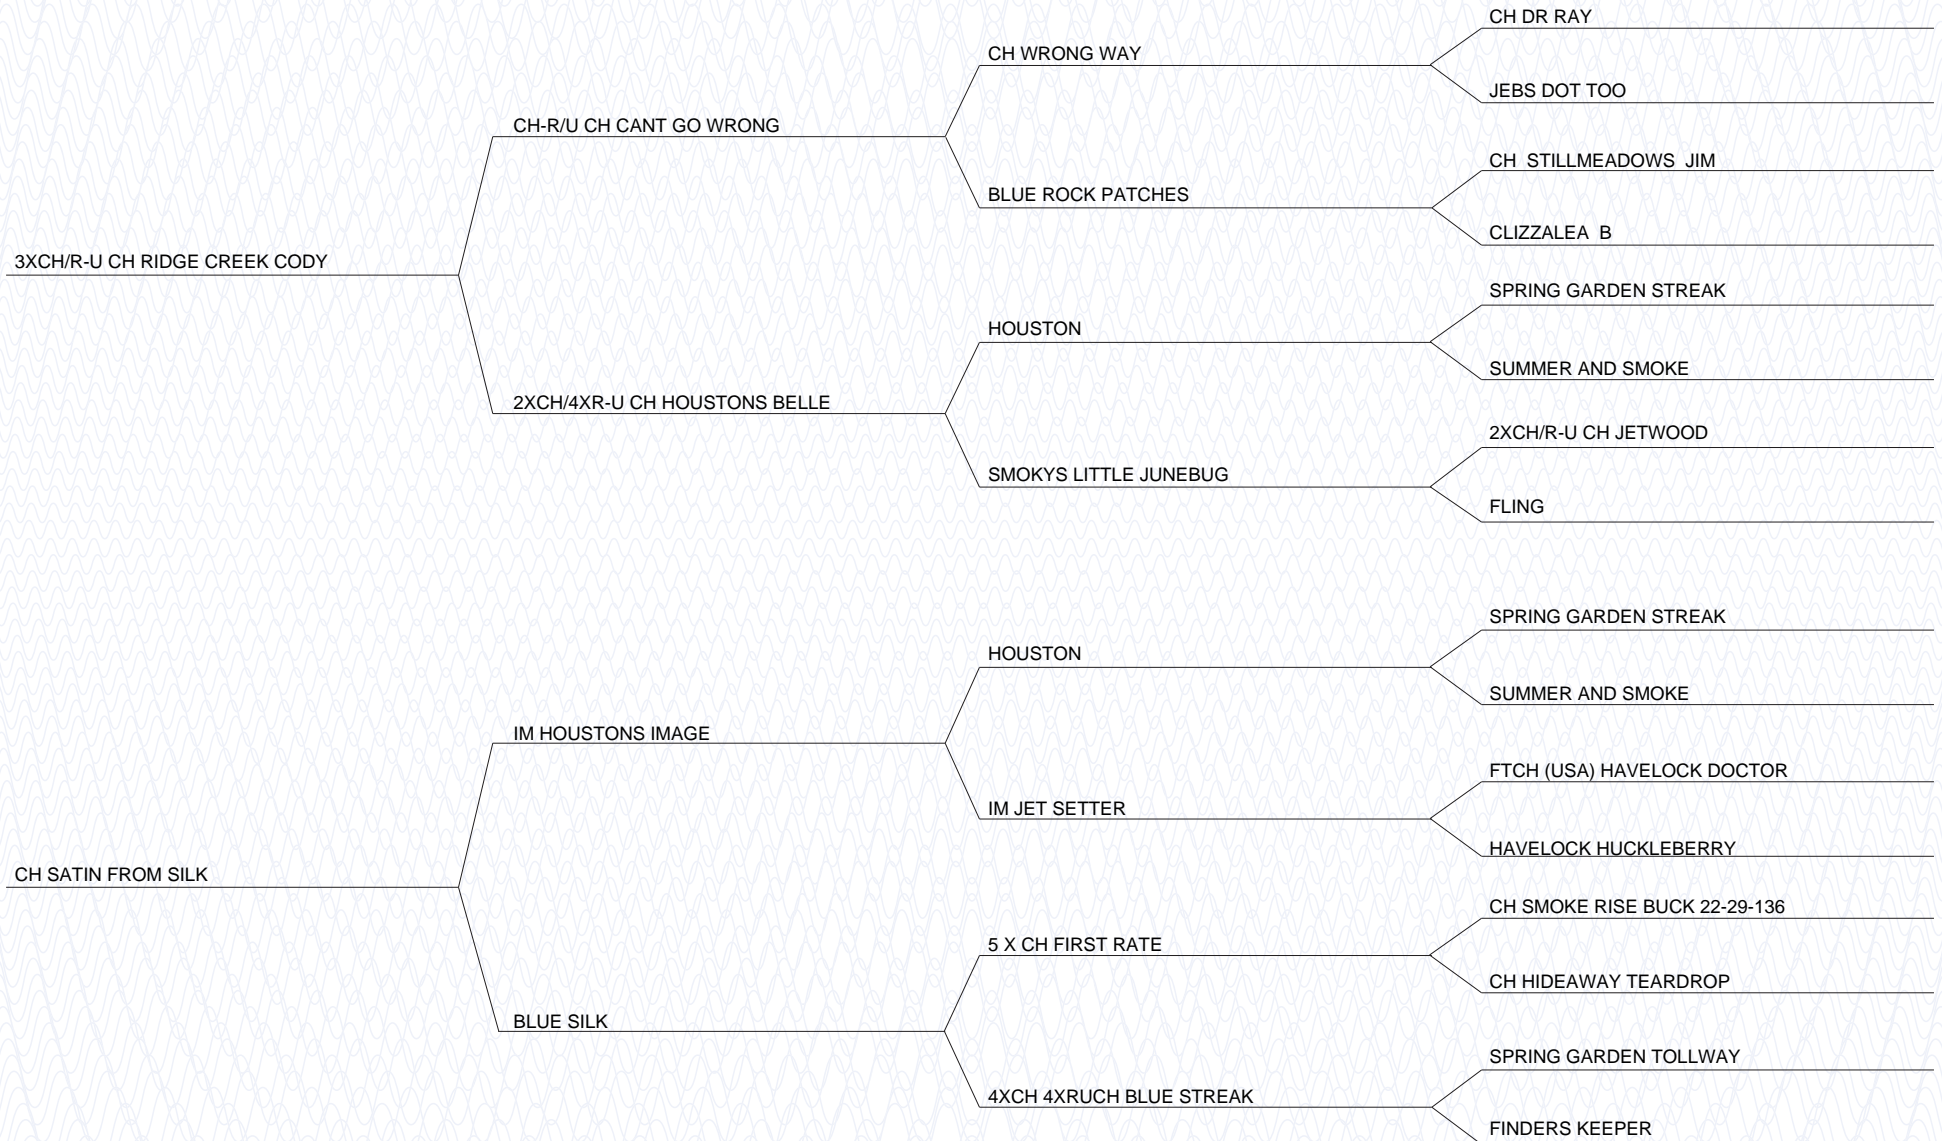 CH DR RAY
CH WRONG WAY
JEBS DOT TOO
CH-R/U CH CANT GO WRONG
CH  STILLMEADOWS  JIM
BLUE ROCK PATCHES
CLIZZALEA  B
3XCH/R-U CH RIDGE CREEK CODY
SPRING GARDEN STREAK
HOUSTON
SUMMER AND SMOKE
2XCH/4XR-U CH HOUSTONS BELLE
2XCH/R-U CH JETWOOD
SMOKYS LITTLE JUNEBUG
FLING
SPRING GARDEN STREAK
HOUSTON
SUMMER AND SMOKE
IM HOUSTONS IMAGE
FTCH (USA) HAVELOCK DOCTOR
IM JET SETTER
HAVELOCK HUCKLEBERRY
CH SATIN FROM SILK
CH SMOKE RISE BUCK 22-29-136
5 X CH FIRST RATE
CH HIDEAWAY TEARDROP
BLUE SILK
SPRING GARDEN TOLLWAY
4XCH 4XRUCH BLUE STREAK
FINDERS KEEPER